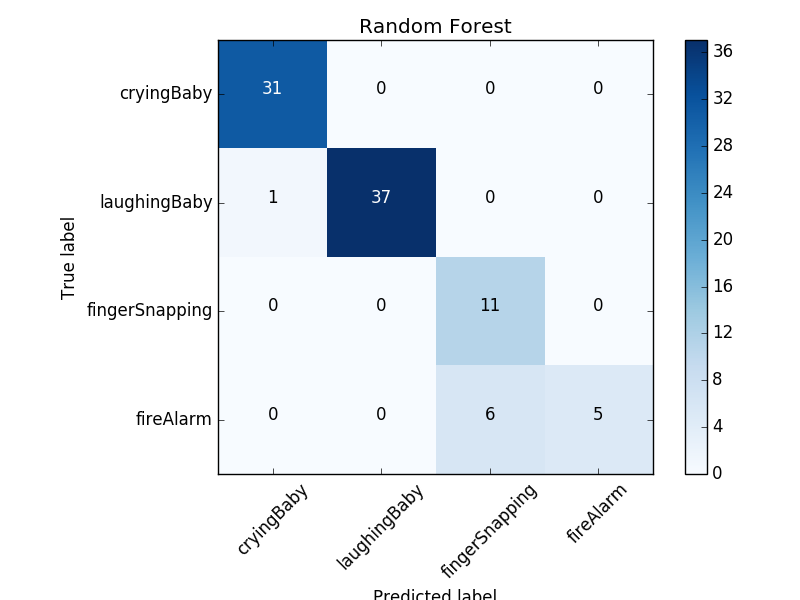 Random Forest
cryingBaby 31 0 0 0
laughingBaby 1 37 0 0
fingerSnapping 0 0 11 0
fireAlarm 0 0 6 5
True label
cryingBaby laughingBaby fingerSnapping fireAlarm
Predicted label
36
32
28
24
20
16
12
8
4
0